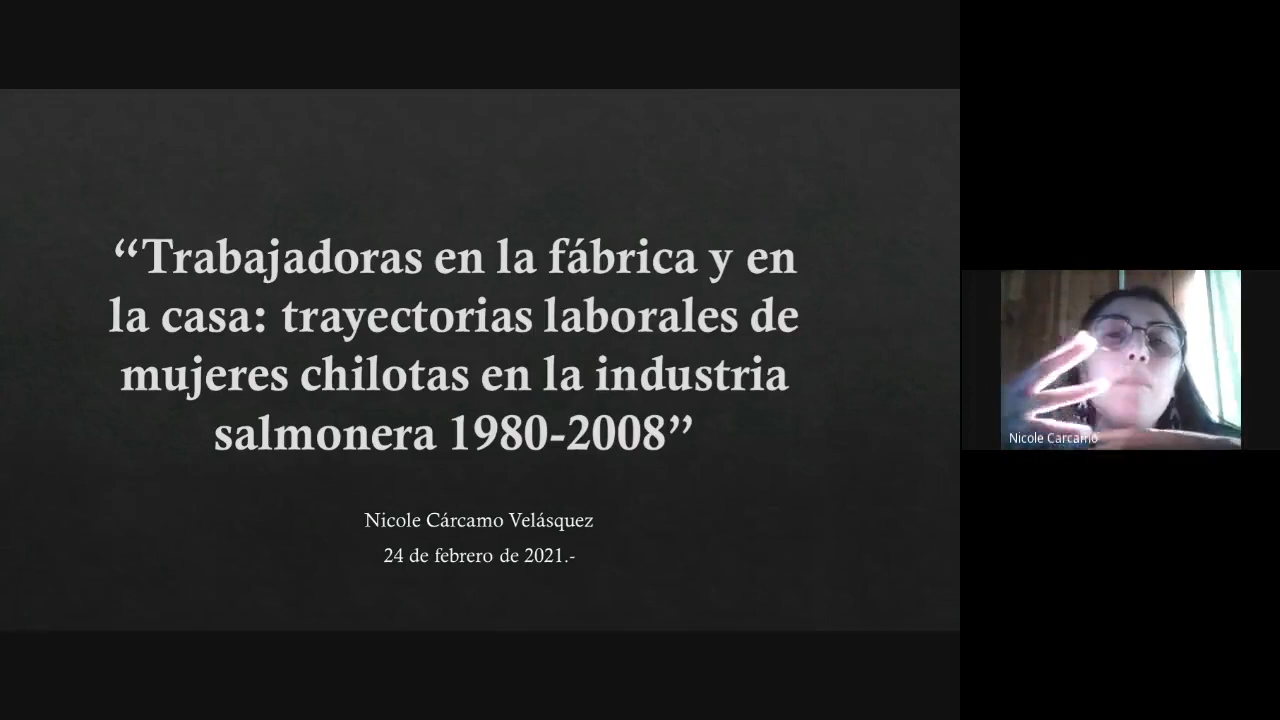 “Trabajadoras en la fábrica y en
la casa: trayectorias laborales de
mujeres chilotas en la industria
salmonera 1980-2008”
Nicole Cárcamo Velásquez
24 de febrero de 2021.-
Nicole Carcamo